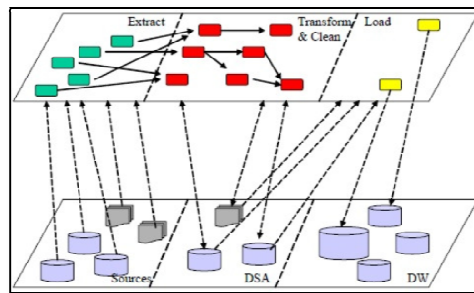 Extract
Transform
& Clean
Load
Sources
DSA
DW